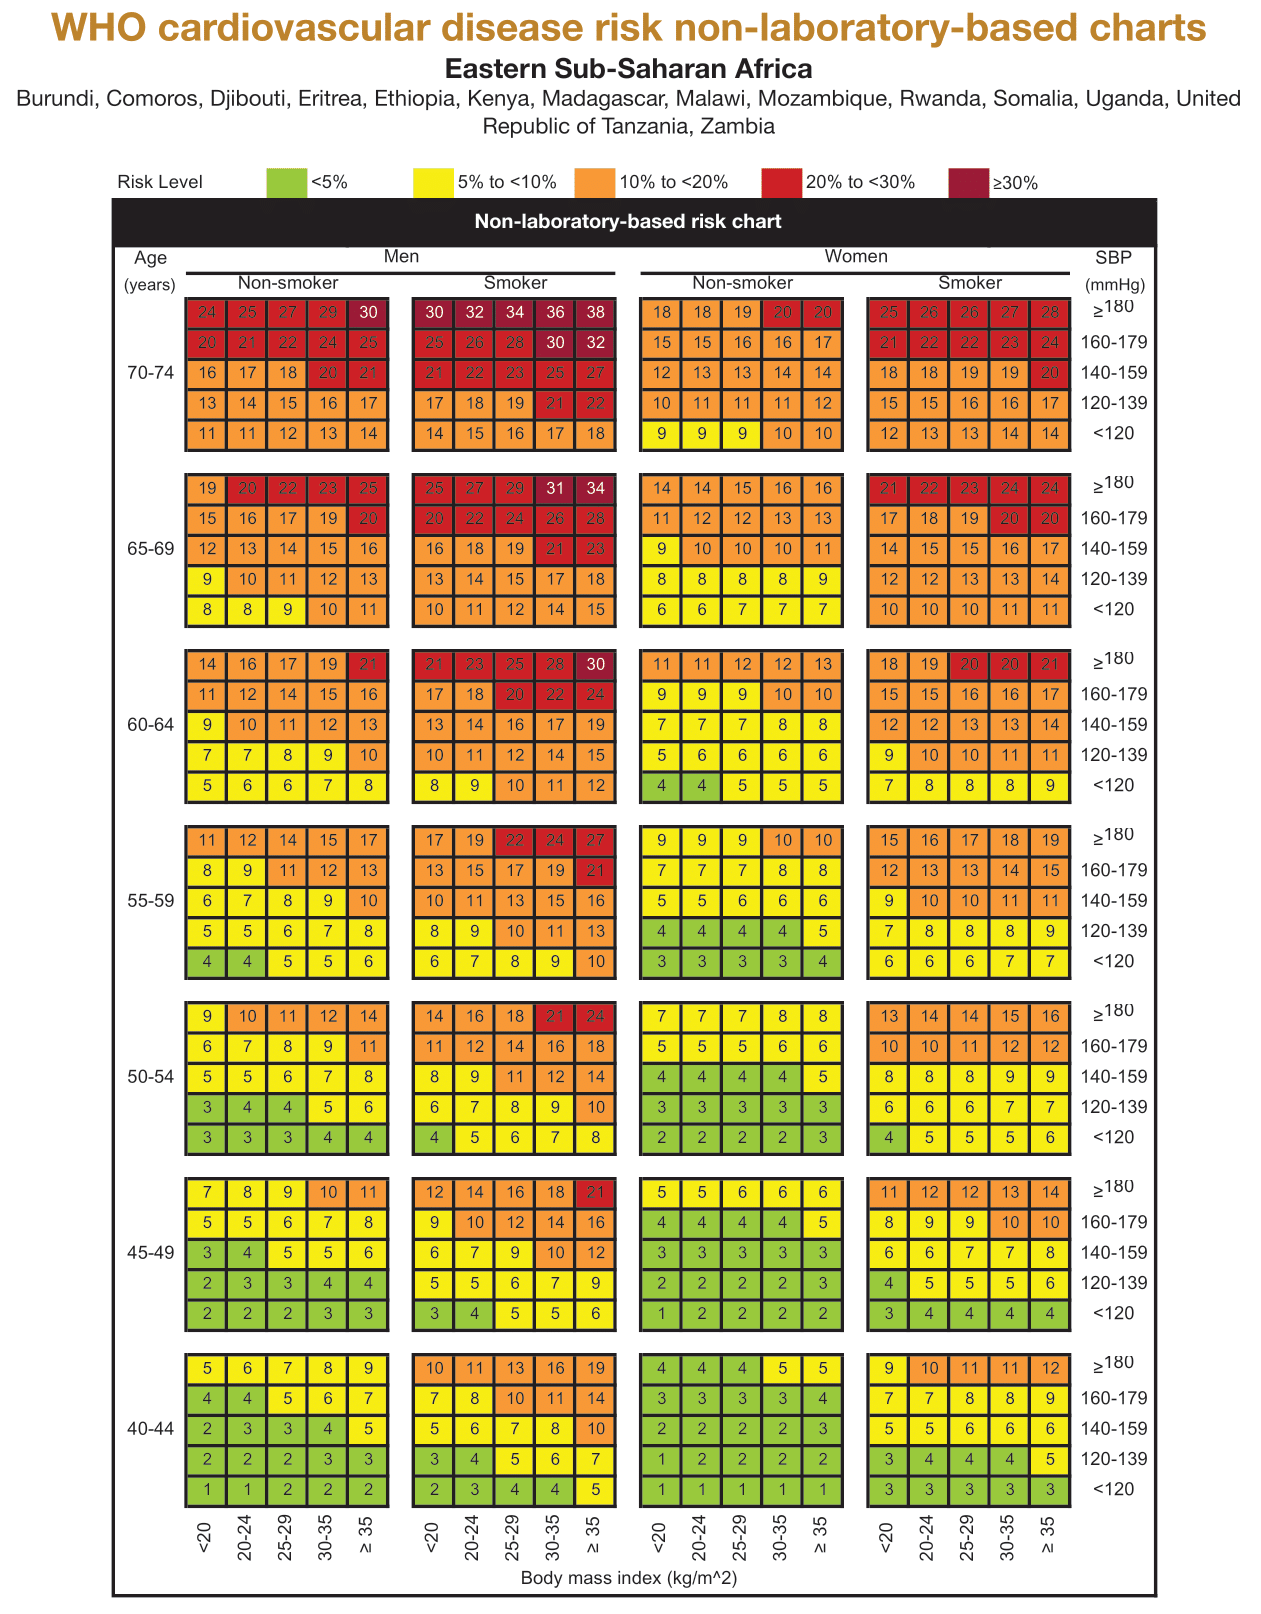 WHO cardiovascular disease risk non-laboratory-based charts
Eastern Sub-Saharan Africa
Burundi, Comoros, Djibouti, Eritrea, Ethiopia, Kenya, Madagascar, Malawi, Mozambique, Rwanda, Somalia, Uganda, United
Republic of Tanzania, Zambia
Risk Level <5% 5% to <10% 10% to <20% 20% to <30% ≥30%
Non-laboratory-based risk chart
Age Men Women SBP
(years) Non-smoker Smoker Non-smoker Smoker (mmHg)
24 25 27 29 30 30 32 34 36 38 18 18 19 20 20 25 26 26 27 28 ≥180
20 21 22 24 25 25 26 28 30 32 15 15 16 16 17 21 22 22 23 24 160-179
70-74 16 17 18 20 21 21 22 23 25 27 12 13 13 14 14 18 18 19 19 20 140-159
13 14 15 16 17 17 18 19 21 22 10 11 11 11 12 15 15 16 16 17 120-139
11 11 12 13 14 14 15 16 17 18 9 9 9 10 10 12 13 13 14 14 <120
19 20 22 23 25 25 27 29 31 34 14 14 15 16 16 21 22 23 24 24 ≥180
15 16 17 19 20 20 22 24 26 28 11 12 12 13 13 17 18 19 20 20 160-179
65-69 12 13 14 15 16 16 18 19 21 23 9 10 10 10 11 14 15 15 16 17 140-159
9 10 11 12 13 13 14 15 17 18 8 8 8 8 9 12 12 13 13 14 120-139
8 8 9 10 11 10 11 12 14 15 6 6 7 7 7 10 10 10 11 11 <120
14 16 17 19 21 21 23 25 28 30 11 11 12 12 13 18 19 20 20 21 ≥180
11 12 14 15 16 17 18 20 22 24 9 9 9 10 10 15 15 16 16 17 160-179
60-64 9 10 11 12 13 13 14 16 17 19 7 7 7 8 8 12 12 13 13 14 140-159
7 7 8 9 10 10 11 12 14 15 5 6 6 6 6 9 10 10 11 11 120-139
5 6 6 7 8 8 9 10 11 12 4 4 5 5 5 7 8 8 8 9 <120
11 12 14 15 17 17 19 22 24 27 9 9 9 10 10 15 16 17 18 19 ≥180
8 9 11 12 13 13 15 17 19 21 7 7 7 8 8 12 13 13 14 15 160-179
55-59 6 7 8 9 10 10 11 13 15 16 5 5 6 6 6 9 10 10 11 11 140-159
5 5 6 7 8 8 9 10 11 13 4 4 4 4 5 7 8 8 8 9 120-139
4 4 5 5 6 6 7 8 9 10 3 3 3 3 4 6 6 6 7 7 <120
9 10 11 12 14 14 16 18 21 24 7 7 7 8 8 13 14 14 15 16 ≥180
6 7 8 9 11 11 12 14 16 18 5 5 5 6 6 10 10 11 12 12 160-179
50-54 5 5 6 7 8 8 9 11 12 14 4 4 4 4 5 8 8 8 9 9 140-159
3 4 4 5 6 6 7 8 9 10 3 3 3 3 3 6 6 6 7 7 120-139
3 3 3 4 4 4 5 6 7 8 2 2 2 2 3 4 5 5 5 6 <120
7 8 9 10 11 12 14 16 18 21 5 5 6 6 6 11 12 12 13 14 ≥180
5 5 6 7 8 9 10 12 14 16 4 4 4 4 5 8 9 9 10 10 160-179
45-49 3 4 5 5 6 6 7 9 10 12 3 3 3 3 3 6 6 7 7 8 140-159
2 3 3 4 4 5 5 6 7 9 2 2 2 2 3 4 5 5 5 6 120-139
2 2 2 3 3 3 4 5 5 6 1 2 2 2 2 3 4 4 4 4 <120
5 6 7 8 9 10 11 13 16 19 4 4 4 5 5 9 10 11 11 12 ≥180
4 4 5 6 7 7 8 10 11 14 3 3 3 3 4 7 7 8 8 9 160-179
40-44 2 3 3 4 5 5 6 7 8 10 2 2 2 2 3 5 5 6 6 6 140-159
2 2 2 3 3 3 4 5 6 7 1 2 2 2 2 3 4 4 4 5 120-139
1 1 2 2 2 2 3 4 4 5 1 1 1 1 1 3 3 3 3 3 <120
<20 20-24 25-29 30-35 ≥ 35 <20 20-24 25-29 30-35 ≥ 35 <20 20-24 25-29 30-35 ≥ 35 <20 20-24 25-29 30-35 ≥ 35
Body mass index (kg/m^2)